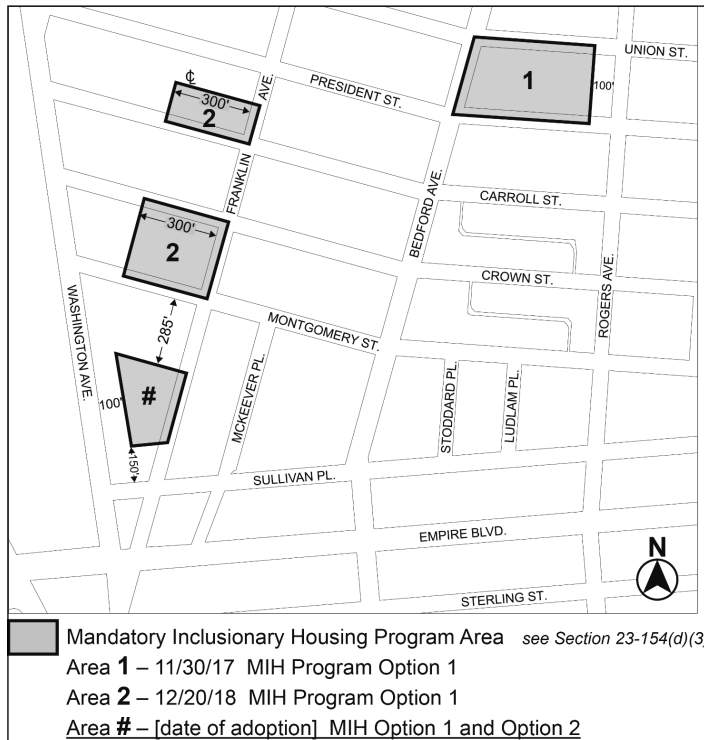 UNION ST.
1
100'
℄
300'
2
AVE.
PRESIDENT ST.
FRANKLIN
BEDFORD AVE.
CARROLL ST.
300'
2
CROWN ST.
ROGERS AVE.
WASHINGTON AVE.
285'
MONTGOMERY ST.
MCKEEVER PL.
STODDARD PL.
LUDLAM PL.
#
100'
150'
SULLIVAN PL.
EMPIRE BLVD.
N
STERLING ST.
Mandatory Inclusionary Housing Program Area see Section 23-154(d)(3)
Area 1 – 11/30/17 MIH Program Option 1
Area 2 – 12/20/18 MIH Program Option 1
Area # – [date of adoption] MIH Option 1 and Option 2